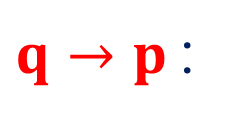 q → p :